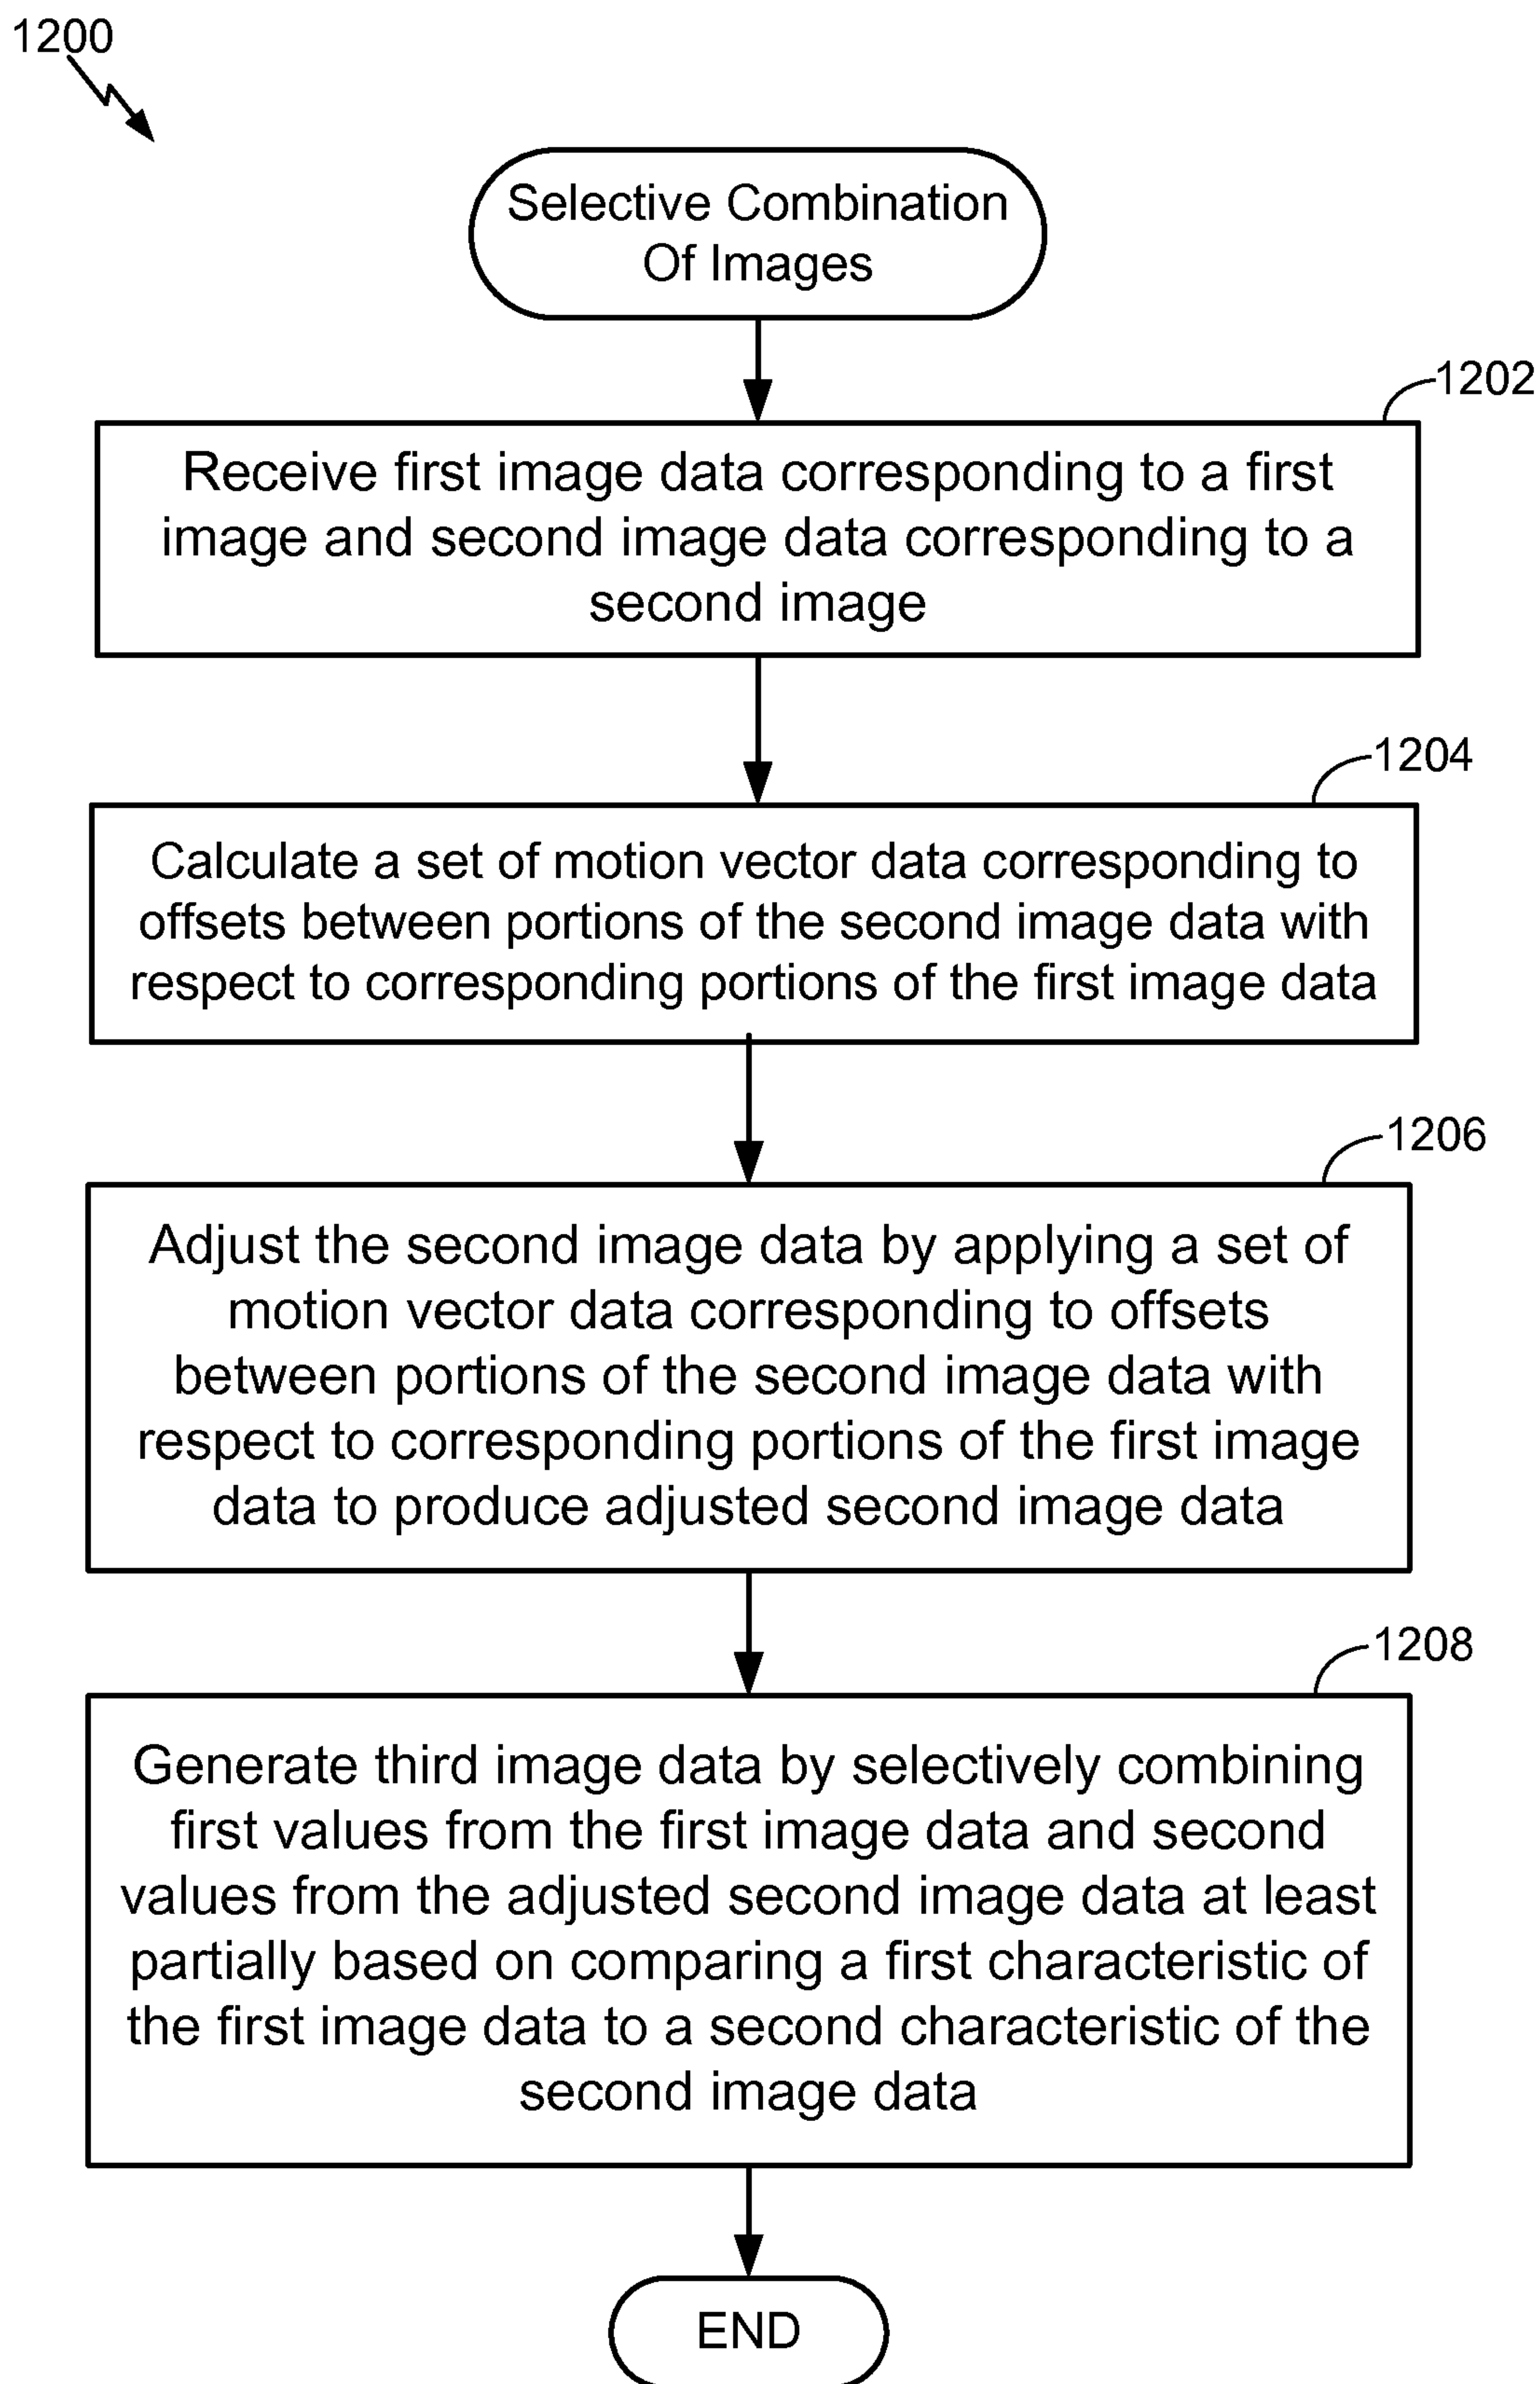 1200
Selective Combination
Of Images
1202
Receive first image data corresponding to a first
image and second image data corresponding to a
second image
1204
Calculate a set of motion vector data corresponding to
offsets between portions of the second image data with
respect to corresponding portions of the first image data
1206
Adjust the second image data by applying a set of
motion vector data corresponding to offsets
between portions of the second image data with
respect to corresponding portions of the first image
data to produce adjusted second image data
1208
Generate third image data by selectively combining
first values from the first image data and second
values from the adjusted second image data at least
partially based on comparing a first characteristic of
the first image data to a second characteristic of the
second image data
END